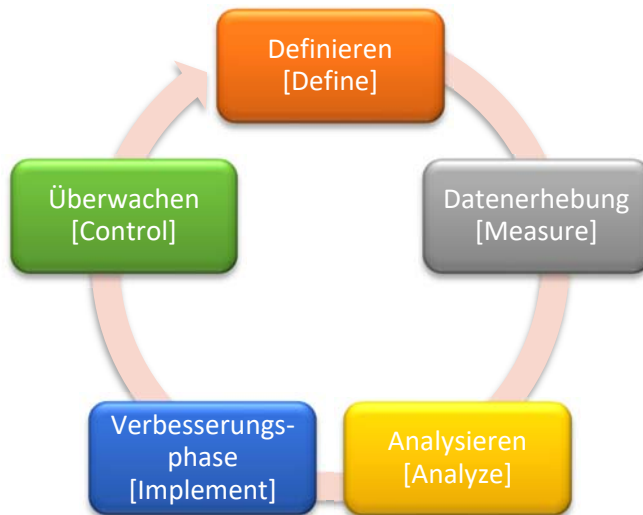 Definieren
[Define]
Datenerhebung
[Measure]
Analysieren
[Analyze]
Verbesserungs-
phase
[Implement]
Überwachen
[Control]